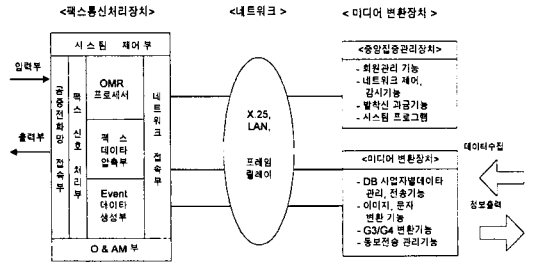 <팩스통신처리장치>
<네트워크 >
< 미디어 변환장치>
시 스 팀 제어 부
입력부
출력부
공중전화망 접속부
팩스 신호 처리부
OMR
프로세서
팩 스
데이타
압축부
Event
데이타
생성부
네트워크 접속부
O & AM 부
X.25,
LAN,
프레임
릴레이
<중앙집중관리장치>
- 회원관리 기능
- 네트워크 제어,
감시기능
- 발착신 과금기능
- 시스템 프로그램
<미디어 변환장치>
- DB 사업자별데이타
관리, 전송기능
- 이미지, 문자
변환 기능
- G3/G4 변환기능
- 동보전송 관리기능
데이타수집
정보출력